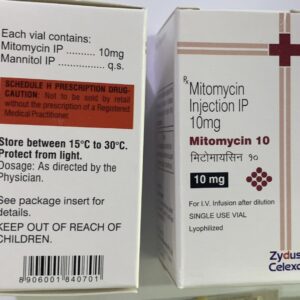 Each vial contains:
Mitomycin IP .......... 10mg
Mannitol IP ............... q.s.
SCHEDULE H PRESCRIPTION DRUG-
CAUTION: Not to be sold by retail
without the prescription of a Registered
Medical Practitioner.
Store between 15°C to 30°C.
Protect from light.
Dosage: As directed by the
Physician.
See package insert for
details.
KEEP OUT OF REACH OF
CHILDREN.
8906001840701
Rx Mitomycin
Injection IP
10mg
Mitomycin 10
मिटोमायसिन १०
10 mg
For I.V. Infusion after dilution
SINGLE USE VIAL
Lyophilized
Zydus
Celexa